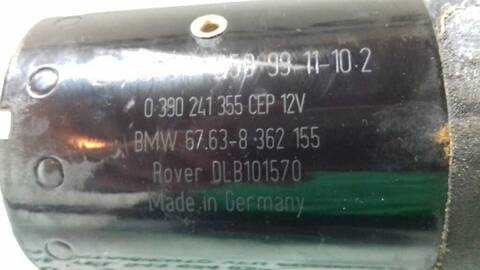 99-11-10.2
0 390 241 355 CEP 12V
BMW 67.63-8 362 155
Rover DLB101570
Made in Germany